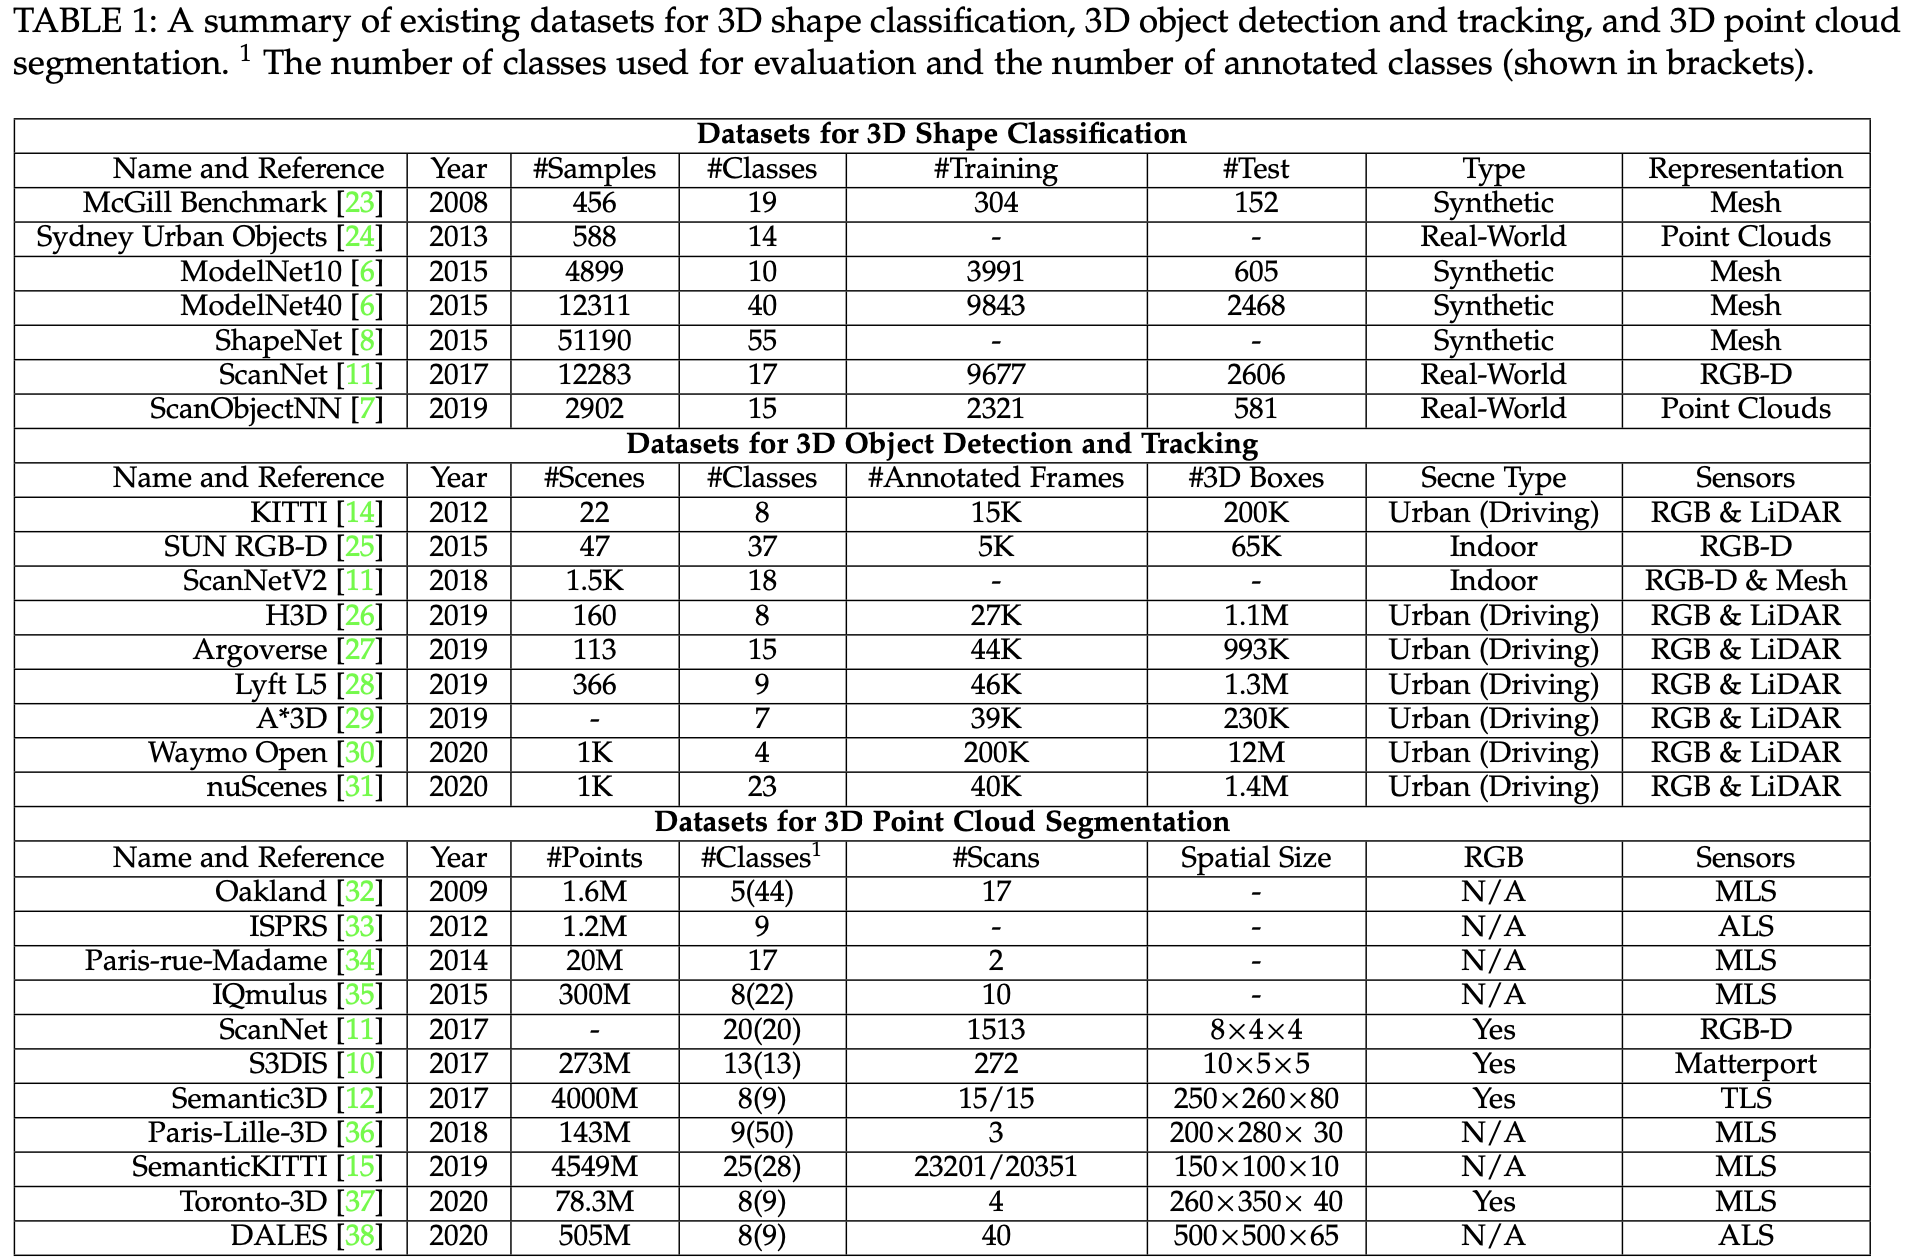 TABLE 1: A summary of existing datasets for 3D shape classification, 3D object detection and tracking, and 3D point cloud
segmentation. ¹ The number of classes used for evaluation and the number of annotated classes (shown in brackets).
Datasets for 3D Shape Classification
Name and Reference Year #Samples #Classes #Training #Test Type Representation
McGill Benchmark [23] 2008 456 19 304 152 Synthetic Mesh
Sydney Urban Objects [24] 2013 588 14 - - Real-World Point Clouds
ModelNet10 [6] 2015 4899 10 3991 605 Synthetic Mesh
ModelNet40 [6] 2015 12311 40 9843 2468 Synthetic Mesh
ShapeNet [8] 2015 51190 55 - - Synthetic Mesh
ScanNet [11] 2017 12283 17 9677 2606 Real-World RGB-D
ScanObjectNN [7] 2019 2902 15 2321 581 Real-World Point Clouds
Datasets for 3D Object Detection and Tracking
Name and Reference Year #Scenes #Classes #Annotated Frames #3D Boxes Secne Type Sensors
KITTI [14] 2012 22 8 15K 200K Urban (Driving) RGB & LiDAR
SUN RGB-D [25] 2015 47 37 5K 65K Indoor RGB-D
ScanNetV2 [11] 2018 1.5K 18 - - Indoor RGB-D & Mesh
H3D [26] 2019 160 8 27K 1.1M Urban (Driving) RGB & LiDAR
Argoverse [27] 2019 113 15 44K 993K Urban (Driving) RGB & LiDAR
Lyft L5 [28] 2019 366 9 46K 1.3M Urban (Driving) RGB & LiDAR
A*3D [29] 2019 - 7 39K 230K Urban (Driving) RGB & LiDAR
Waymo Open [30] 2020 1K 4 200K 12M Urban (Driving) RGB & LiDAR
nuScenes [31] 2020 1K 23 40K 1.4M Urban (Driving) RGB & LiDAR
Datasets for 3D Point Cloud Segmentation
Name and Reference Year #Points #Classes¹ #Scans Spatial Size RGB Sensors
Oakland [32] 2009 1.6M 5(44) 17 - N/A MLS
ISPRS [33] 2012 1.2M 9 - - N/A ALS
Paris-rue-Madame [34] 2014 20M 17 2 - N/A MLS
IQmulus [35] 2015 300M 8(22) 10 - N/A MLS
ScanNet [11] 2017 - 20(20) 1513 8×4×4 Yes RGB-D
S3DIS [10] 2017 273M 13(13) 272 10×5×5 Yes Matterport
Semantic3D [12] 2017 4000M 8(9) 15/15 250×260×80 Yes TLS
Paris-Lille-3D [36] 2018 143M 9(50) 3 200×280× 30 N/A MLS
SemanticKITTI [15] 2019 4549M 25(28) 23201/20351 150×100×10 N/A MLS
Toronto-3D [37] 2020 78.3M 8(9) 4 260×350× 40 Yes MLS
DALES [38] 2020 505M 8(9) 40 500×500×65 N/A ALS